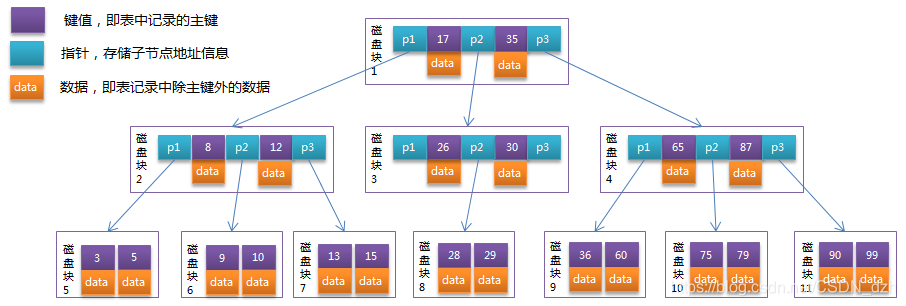 键值，即表中记录的主键
指针，存储子节点地址信息
data 数据，即表记录中除主键外的数据
磁盘块1
p1 17 p2 35 p3
data data
磁盘块2
p1 8 p2 12 p3
data data
磁盘块3
p1 26 p2 30 p3
data data
磁盘块4
p1 65 p2 87 p3
data data
磁盘块5
3 5
data data
磁盘块6
9 10
data data
磁盘块7
13 15
data data
磁盘块8
28 29
data data
磁盘块9
36 60
data data
磁盘块10
75 79
data data
磁盘块11
90 99
data data